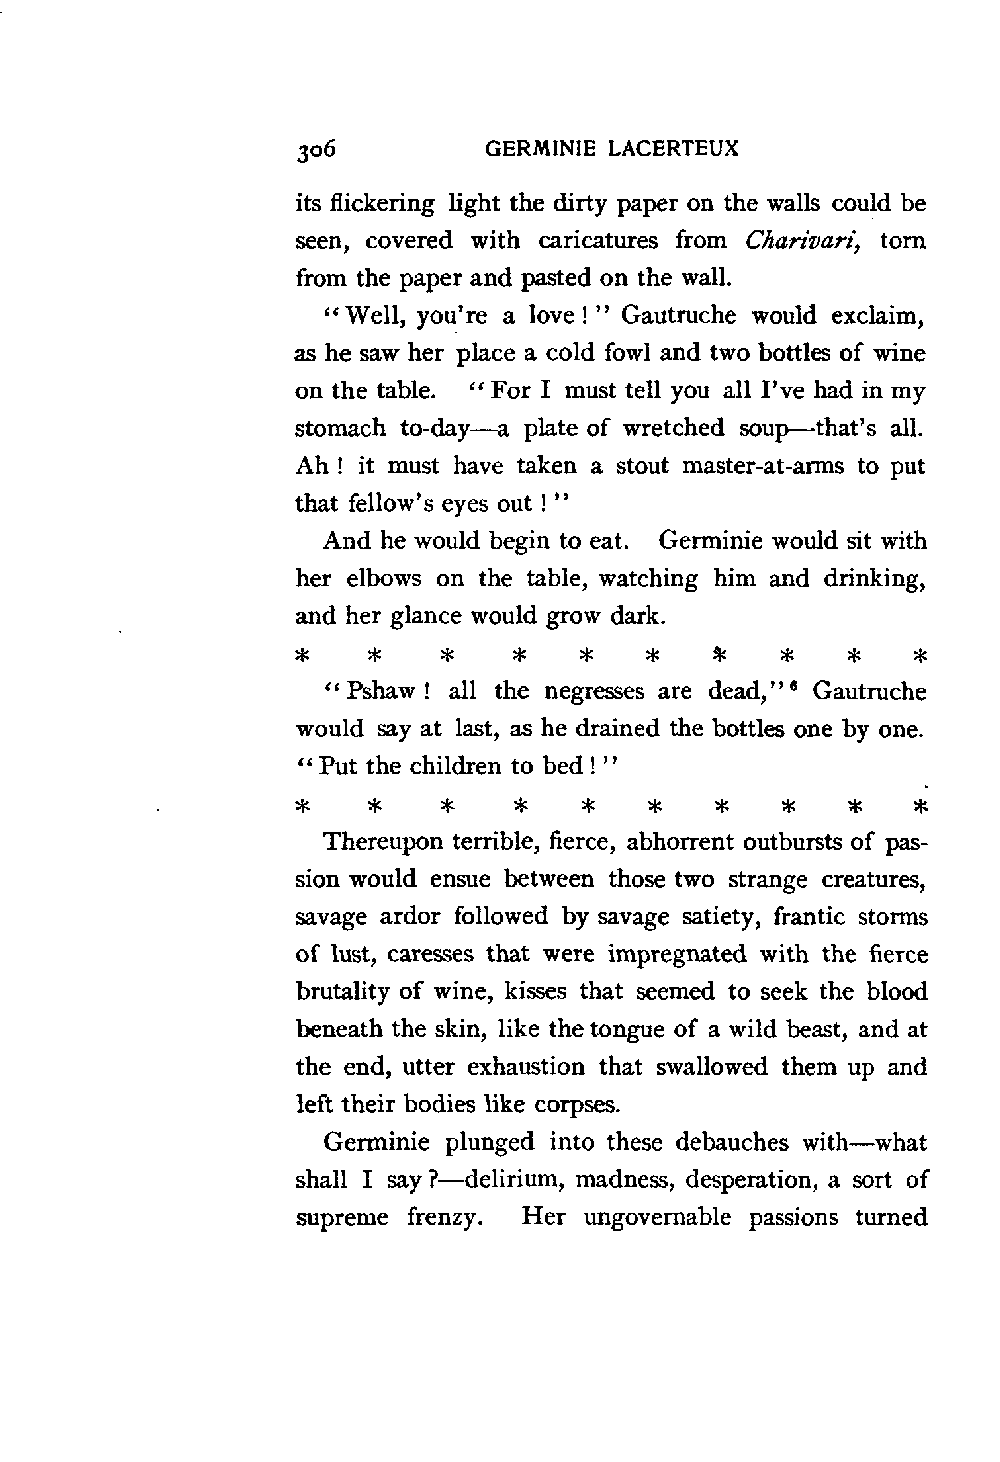 306 GERMINIE LACERTEUX
its flickering light the dirty paper on the walls could be
seen, covered with caricatures from Charivari, torn
from the paper and pasted on the wall.
“Well, you're a love!” Gautruche would exclaim,
as he saw her place a cold fowl and two bottles of wine
on the table. “For I must tell you all I've had in my
stomach to-day—a plate of wretched soup—that's all.
Ah! it must have taken a stout master-at-arms to put
that fellow's eyes out!”
And he would begin to eat. Germinie would sit with
her elbows on the table, watching him and drinking,
and her glance would grow dark.
* * * * * * * * * *
“Pshaw! all the negresses are dead,”⁶ Gautruche
would say at last, as he drained the bottles one by one.
“Put the children to bed!”
* * * * * * * * * *
Thereupon terrible, fierce, abhorrent outbursts of pas-
sion would ensue between those two strange creatures,
savage ardor followed by savage satiety, frantic storms
of lust, caresses that were impregnated with the fierce
brutality of wine, kisses that seemed to seek the blood
beneath the skin, like the tongue of a wild beast, and at
the end, utter exhaustion that swallowed them up and
left their bodies like corpses.
Germinie plunged into these debauches with—what
shall I say?—delirium, madness, desperation, a sort of
supreme frenzy. Her ungovernable passions turned